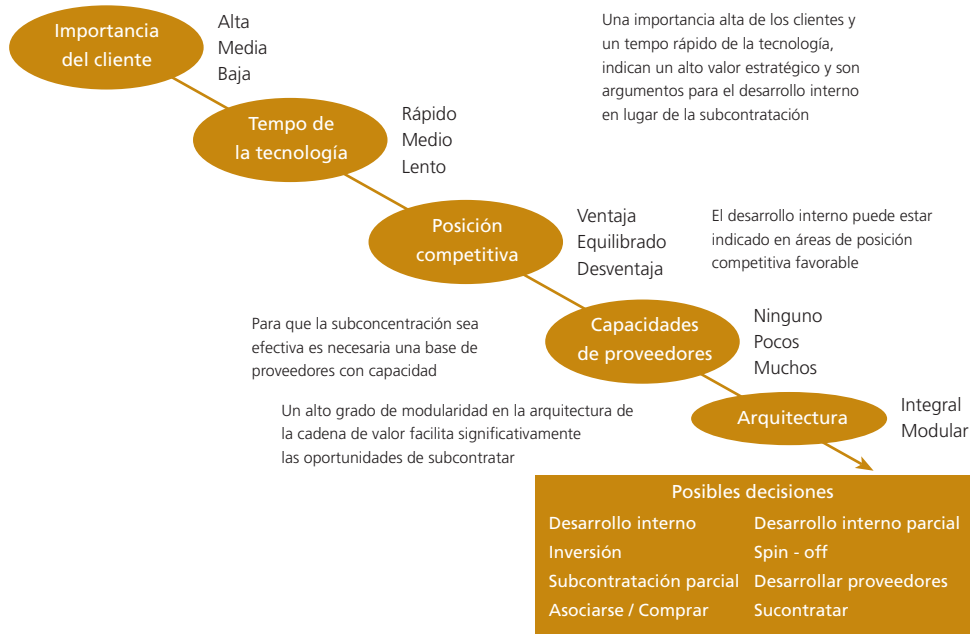 Importancia
del cliente
Alta
Media
Baja
Una importancia alta de los clientes y
un tempo rápido de la tecnología,
indican un alto valor estratégico y son
argumentos para el desarrollo interno
en lugar de la subcontratación
Tempo de
la tecnología
Rápido
Medio
Lento
Posición
competitiva
Ventaja
Equilibrado
Desventaja
El desarrollo interno puede estar
indicado en áreas de posición
competitiva favorable
Para que la subconcentración sea
efectiva es necesaria una base de
proveedores con capacidad
Capacidades
de proveedores
Ninguno
Pocos
Muchos
Un alto grado de modularidad en la arquitectura de
la cadena de valor facilita significativamente
las oportunidades de subcontratar
Arquitectura
Integral
Modular
Posibles decisiones
Desarrollo interno
Desarrollo interno parcial
Inversión
Spin - off
Subcontratación parcial
Desarrollar proveedores
Asociarse / Comprar
Sucontratar